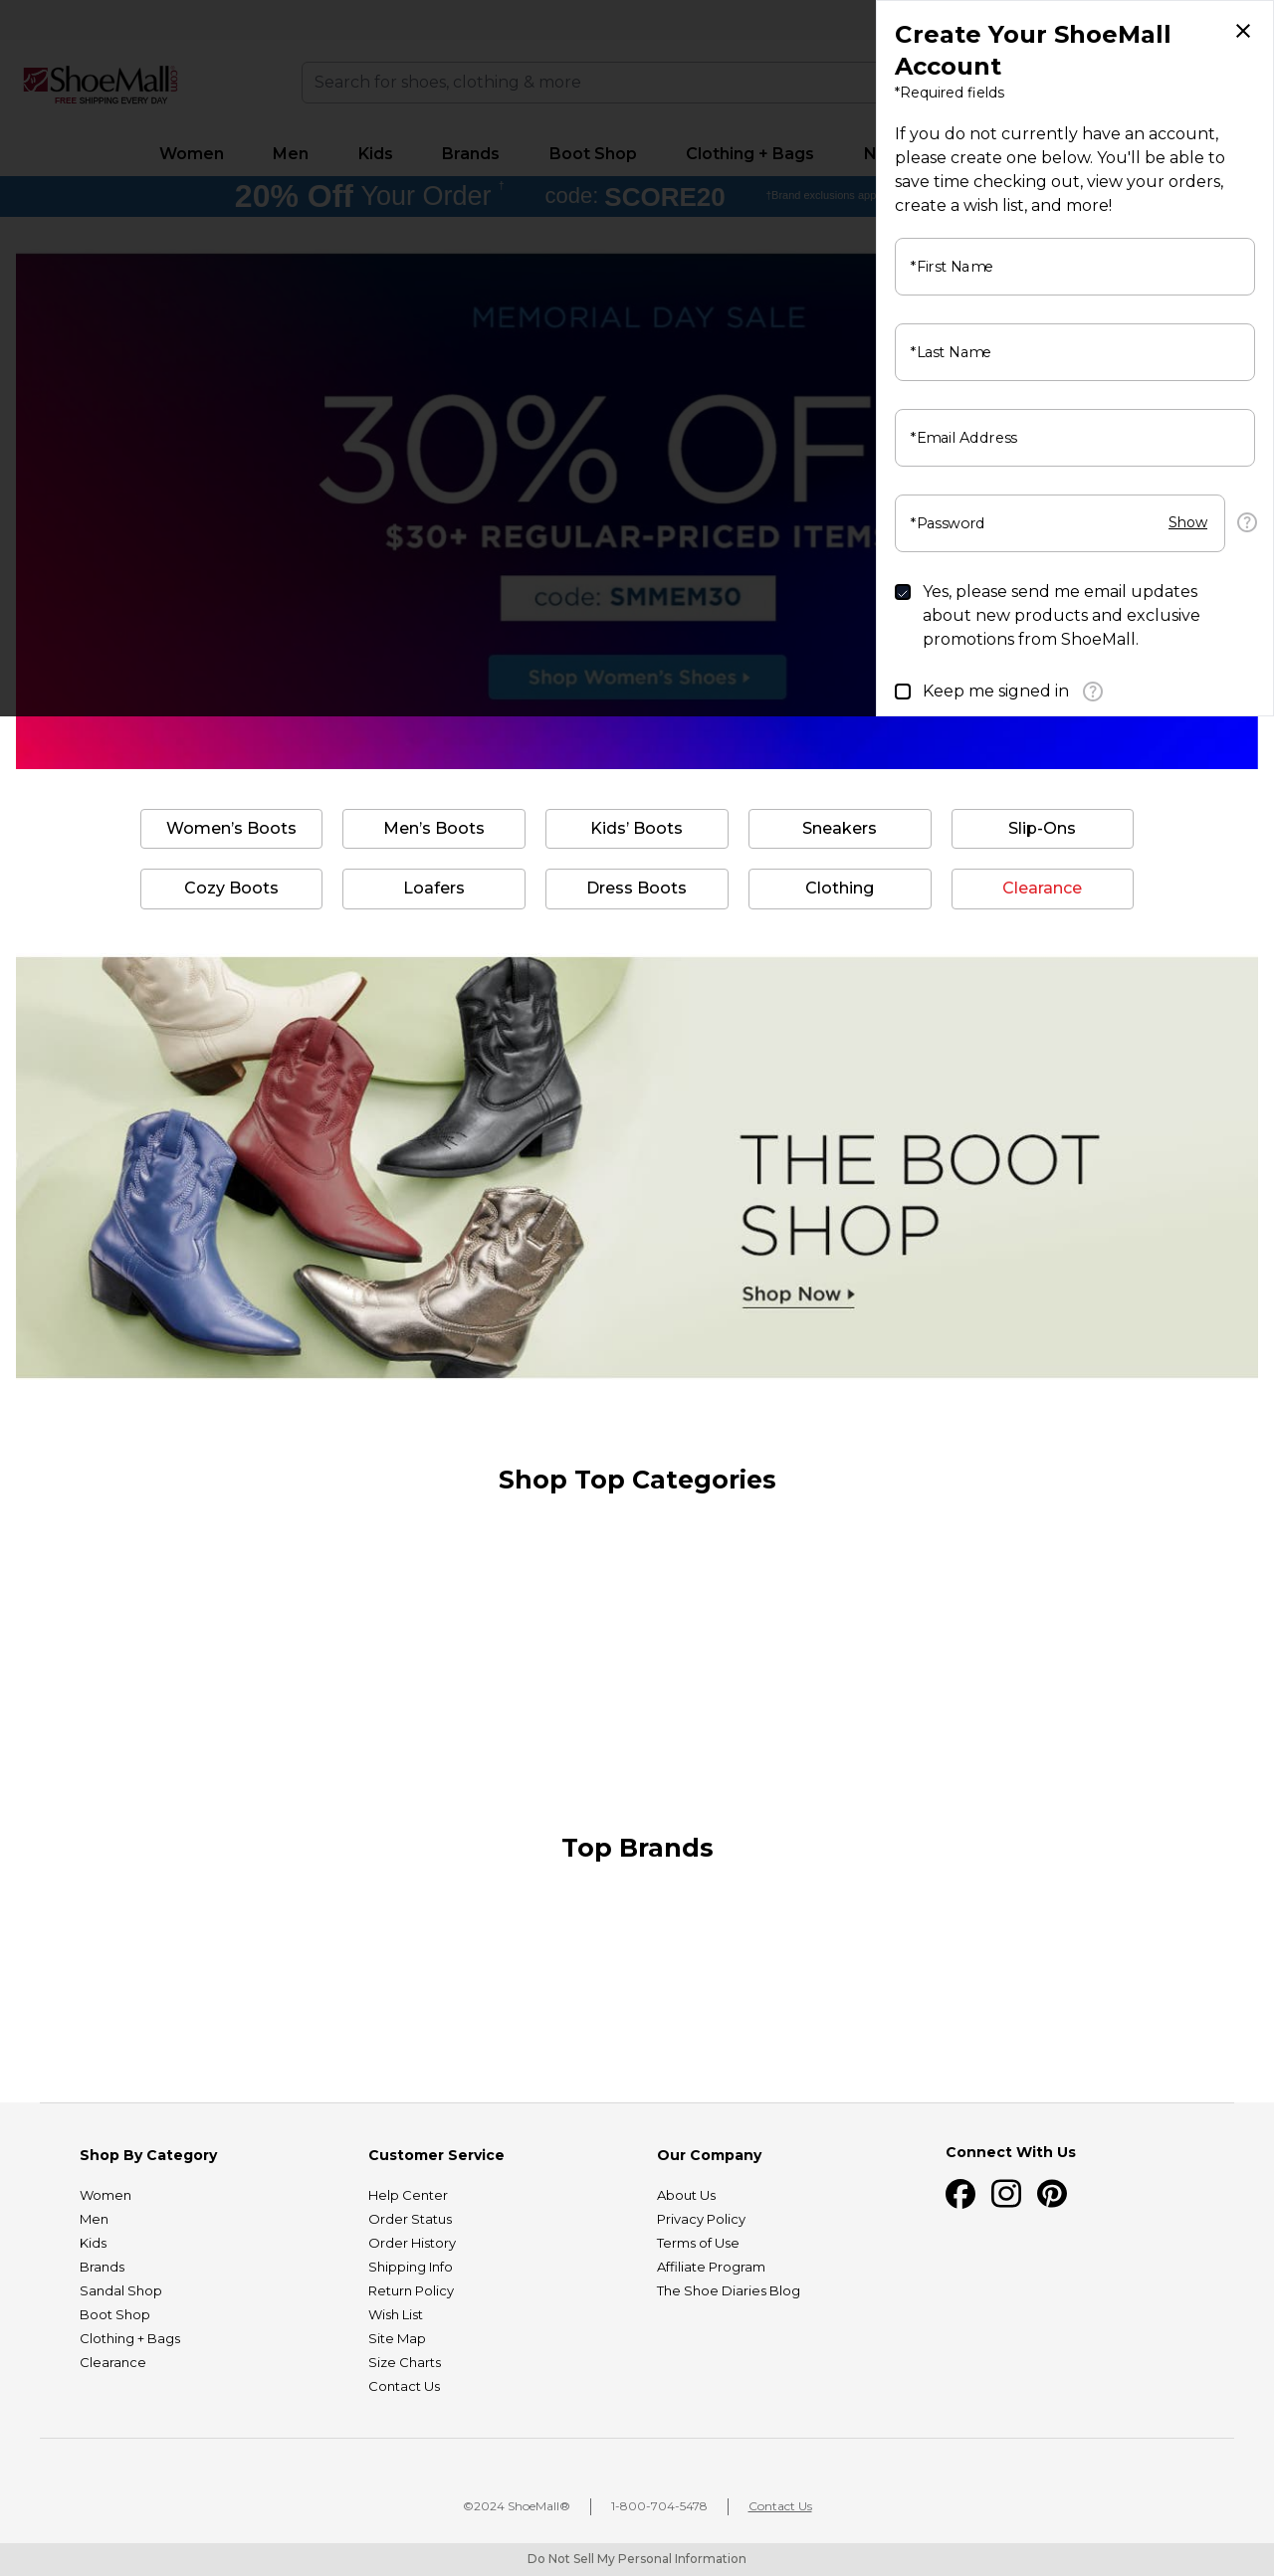 ShoeMall.com
FREE SHIPPING EVERY DAY
Search for shoes, clothing & more
Women
Men
Kids
Brands
Boot Shop
Clothing + Bags
20% Off Your Order †
code: SCORE20
†Brand exclusions
MEMORIAL DAY SALE
30% OF
$30+ REGULAR-PRICED ITEMS
code: SMMEM30
Shop Women's Shoes
Create Your ShoeMall
Account
*Required fields
If you do not currently have an account,
please create one below. You'll be able to
save time checking out, view your orders,
create a wish list, and more!
*First Name
*Last Name
*Email Address
*Password
Show
?
Yes, please send me email updates
about new products and exclusive
promotions from ShoeMall.
Keep me signed in
?
Women’s Boots
Men’s Boots
Kids’ Boots
Sneakers
Slip-Ons
Cozy Boots
Loafers
Dress Boots
Clothing
Clearance
THE BOOT
SHOP
Shop Now
Shop Top Categories
Top Brands
Shop By Category
Women
Men
Kids
Brands
Sandal Shop
Boot Shop
Clothing + Bags
Clearance
Customer Service
Help Center
Order Status
Order History
Shipping Info
Return Policy
Wish List
Site Map
Size Charts
Contact Us
Our Company
About Us
Privacy Policy
Terms of Use
Affiliate Program
The Shoe Diaries Blog
Connect With Us
©2024 ShoeMall®
1-800-704-5478
Contact Us
Do Not Sell My Personal Information